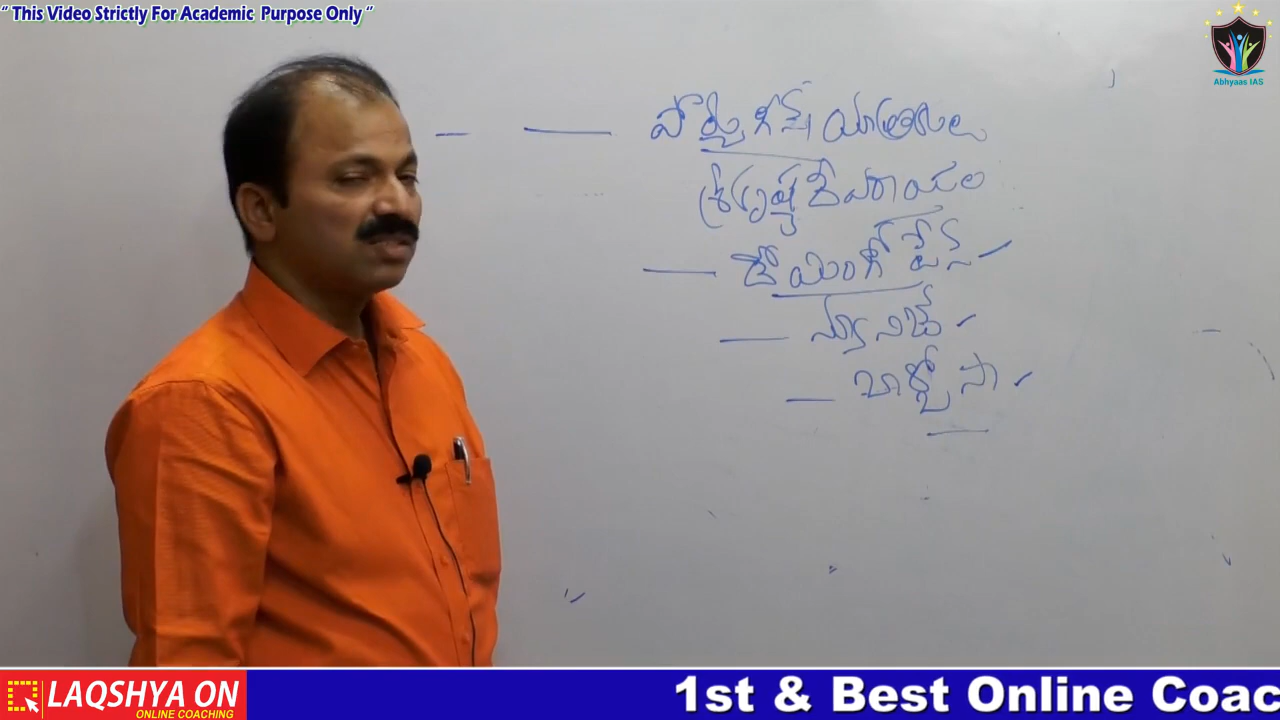 " This Video Strictly For Academic Purpose Only "
Abhyaas IAS
పోర్చుగీస్ యాత్రికులు
శ్రీకృష్ణదేవరాయల
డోమింగో పేస్
న్యూనిజ్
బార్బోసా
LAQSHYA ON
ONLINE COACHING
1st & Best Online Coac